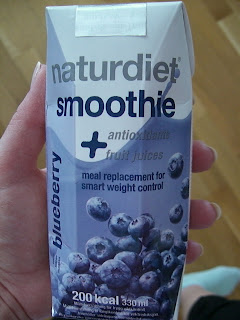 naturdiet®
smoothie
+ antioxidants
fruit juices
meal replacement for
smart weight control
blueberry
200 kcal 330 ml